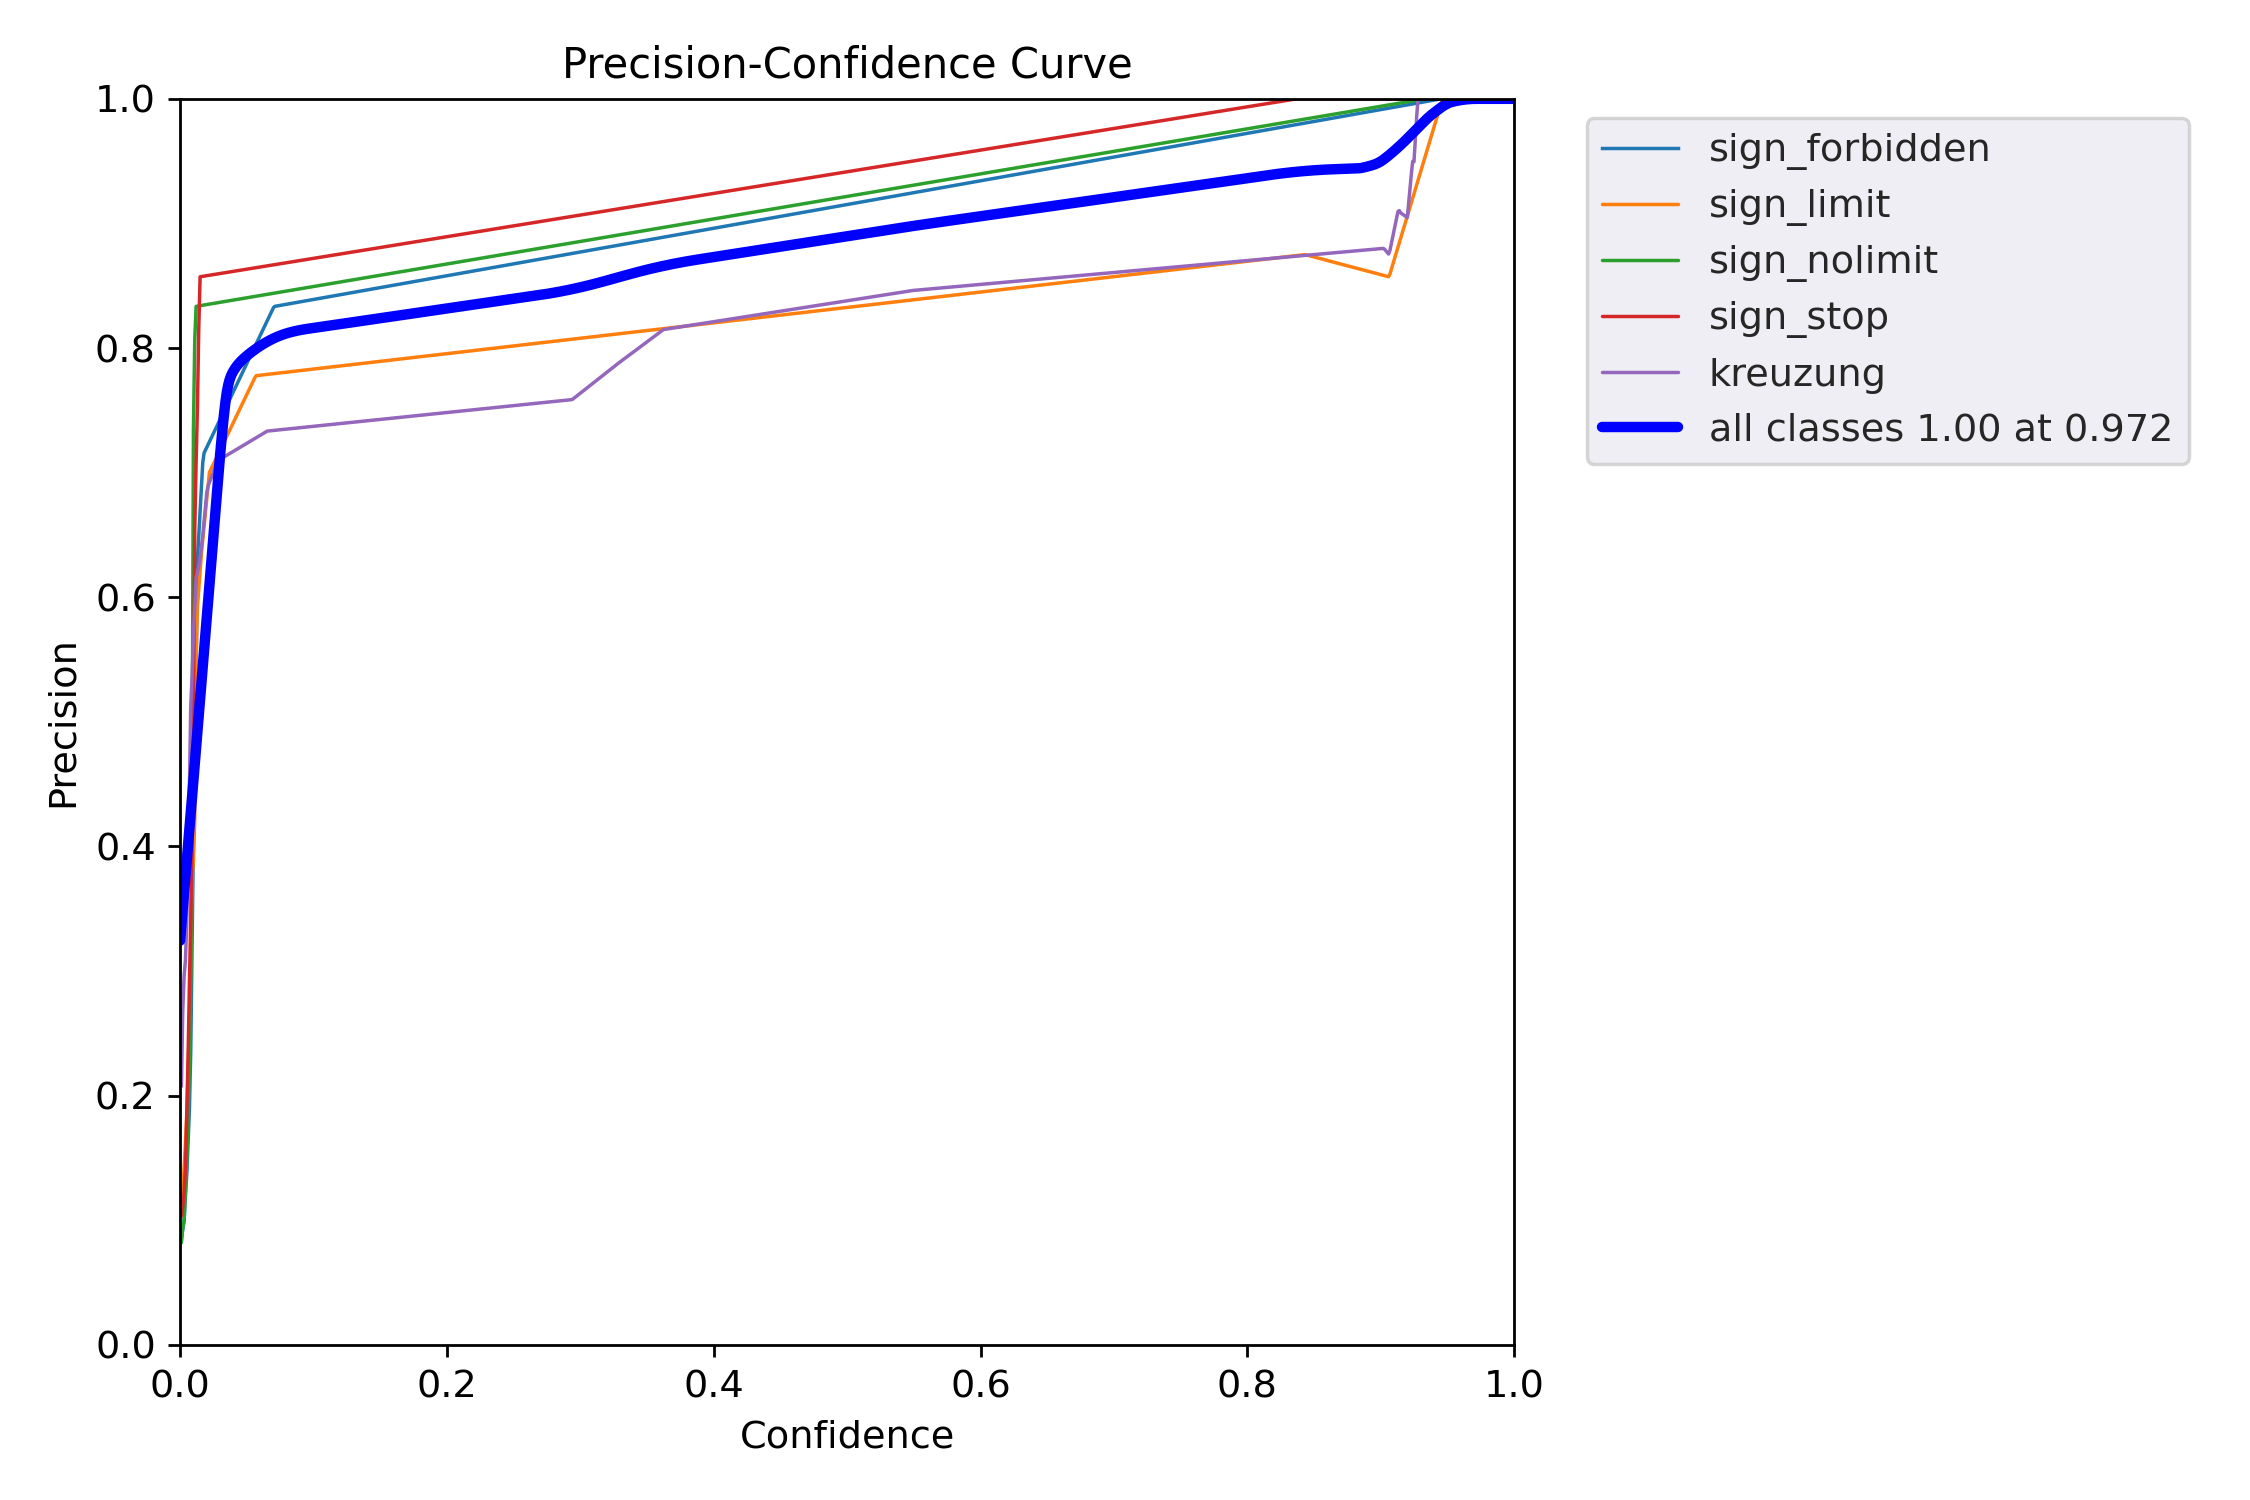 Precision-Confidence Curve
1.0
0.8
0.6
0.4
0.2
0.0
Precision
0.0 0.2 0.4 0.6 0.8 1.0
Confidence
sign_forbidden
sign_limit
sign_nolimit
sign_stop
kreuzung
all classes 1.00 at 0.972